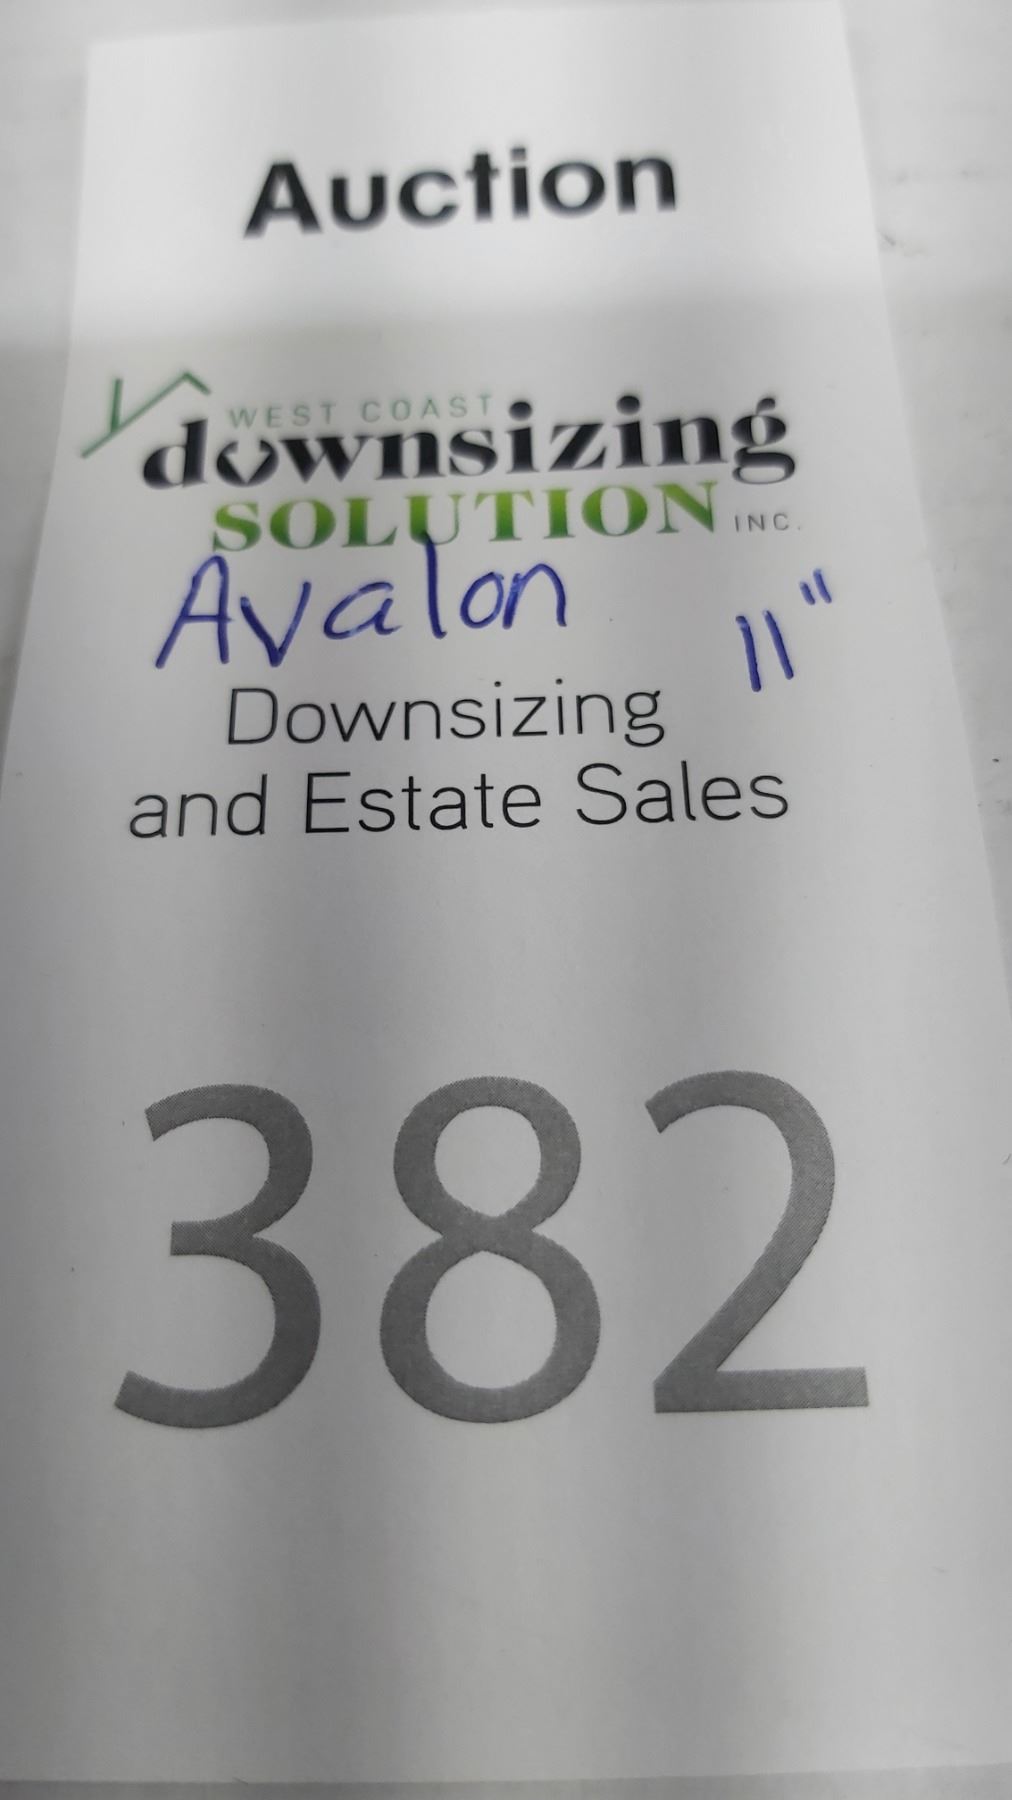 Auction
WEST COAST
downsizing
SOLUTION INC.
Avalon 11"
Downsizing
and Estate Sales
382